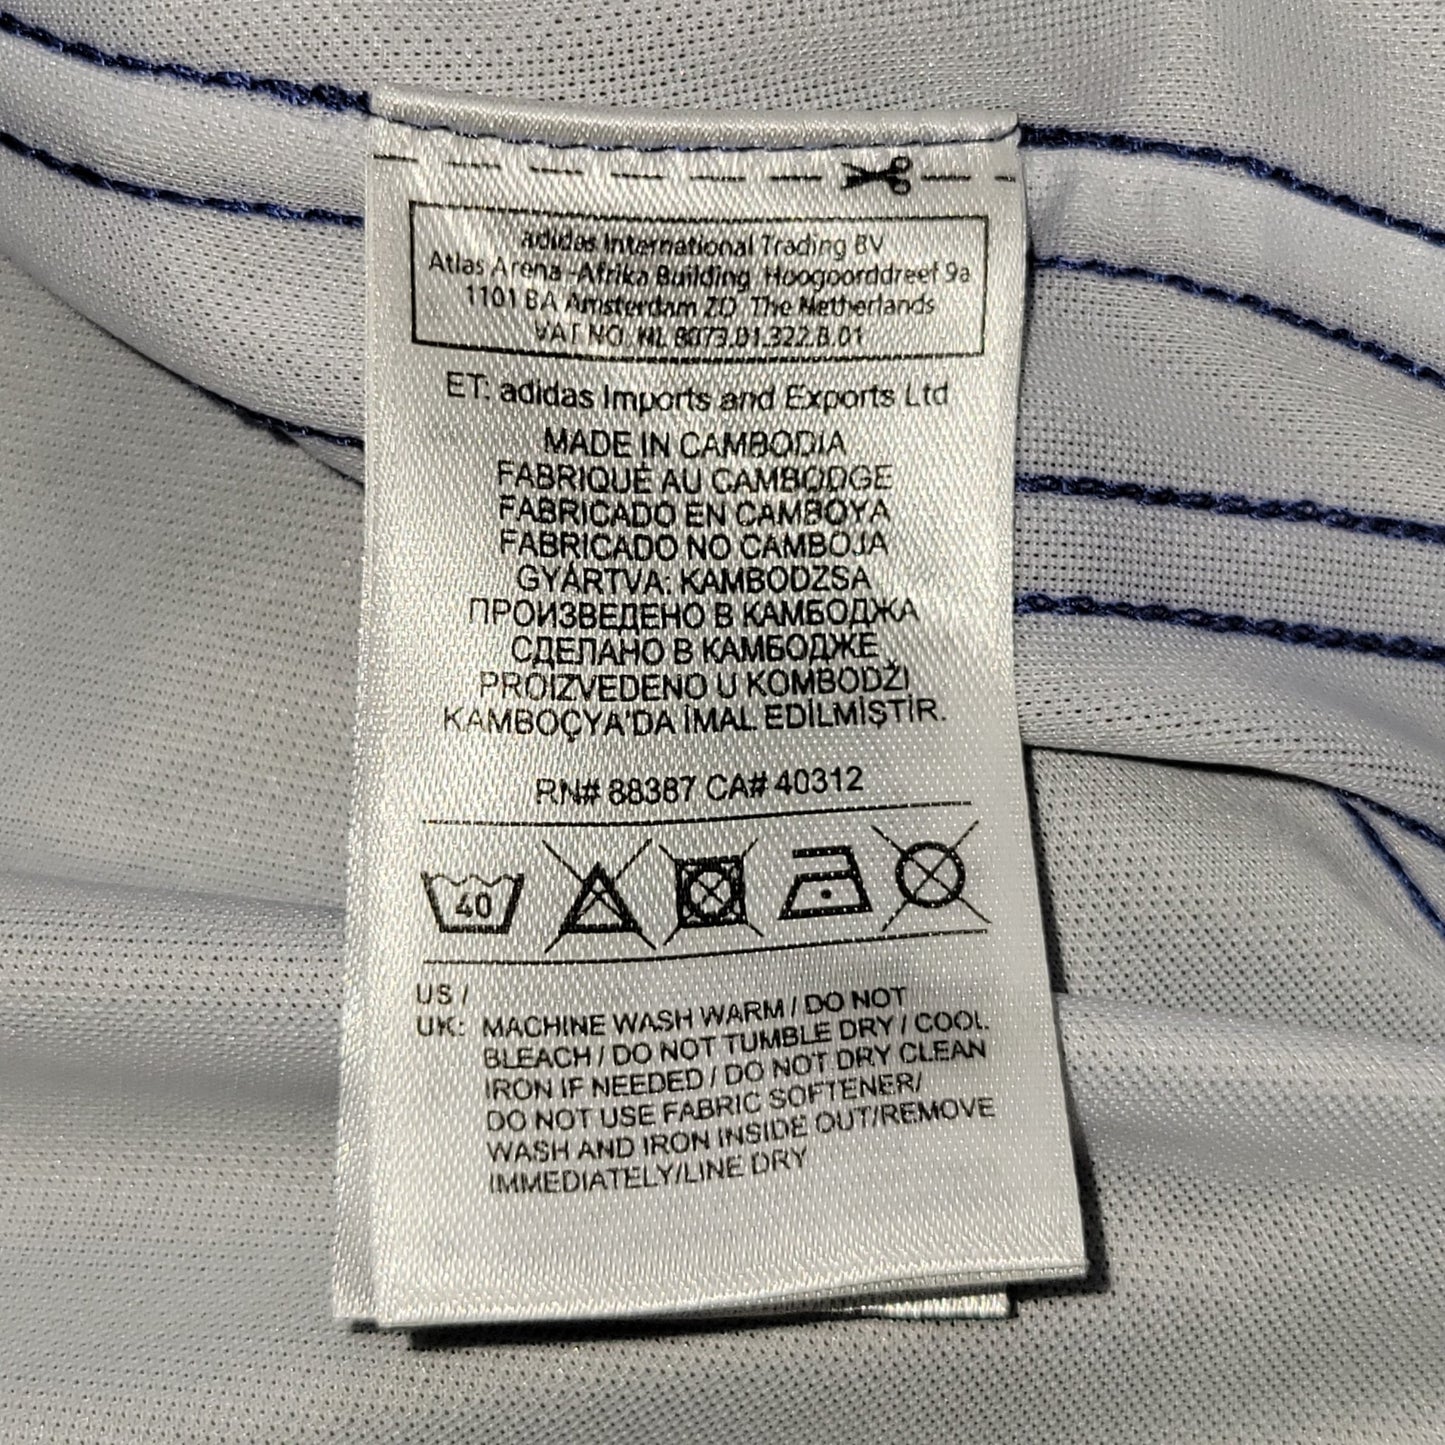 adidas International Trading BV
Atlas Arena -Afrika Building, Hoogoorddreef 9a
1101 BA Amsterdam ZO The Netherlands
VAT NO. NL 8073.01.322.B.01
ET: adidas Imports and Exports Ltd
MADE IN CAMBODIA
FABRIQUÉ AU CAMBODGE
FABRICADO EN CAMBOYA
FABRICADO NO CAMBOJA
GYÁRTVA: KAMBODZSA
ПРОИЗВЕДЕНО В КАМБОДЖА
СДЕЛАНО В КАМБОДЖЕ
PROIZVEDENO U KOMBODŽI
KAMBOÇYA'DA İMAL EDİLMİŞTİR.
RN# 88387 CA# 40312
40
US /
UK: MACHINE WASH WARM / DO NOT
BLEACH / DO NOT TUMBLE DRY / COOL
IRON IF NEEDED / DO NOT DRY CLEAN
DO NOT USE FABRIC SOFTENER/
WASH AND IRON INSIDE OUT/REMOVE
IMMEDIATELY/LINE DRY